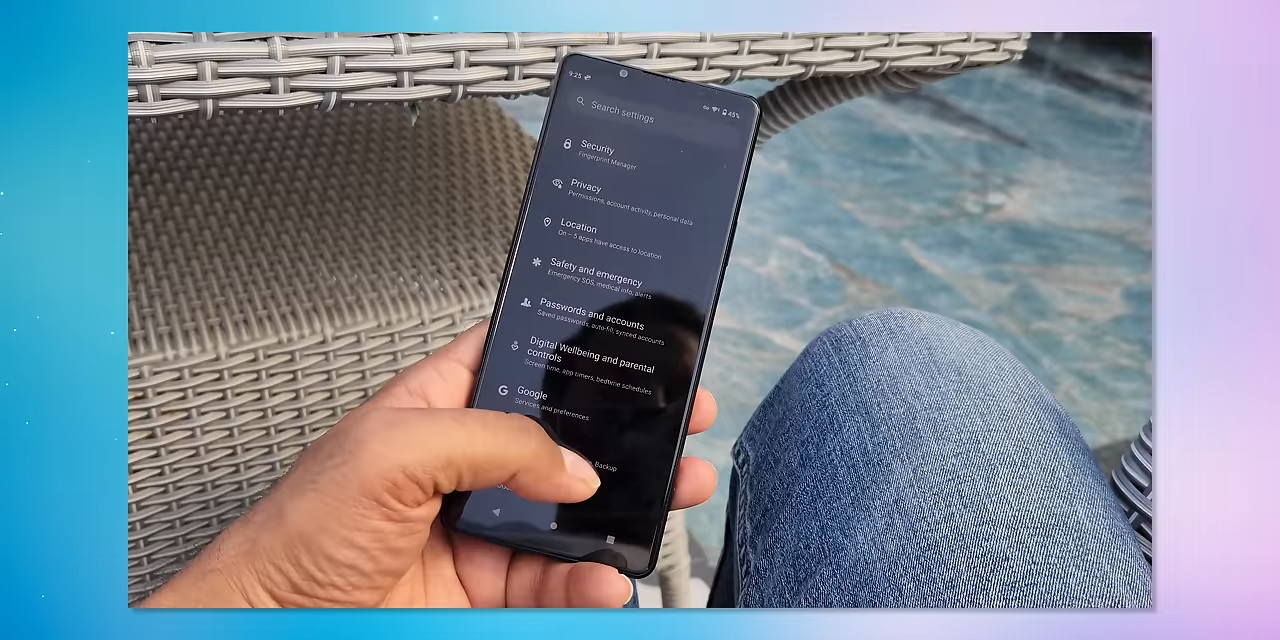 9:25
45%
Search settings
Security
Fingerprint Manager
Privacy
Permissions, account activity, personal data
Location
On – 5 apps have access to location
Safety and emergency
Emergency SOS, medical info, alerts
Passwords and accounts
Saved passwords, auto-fill, synced accounts
Digital Wellbeing and parental
controls
Screen time, app timers, bedtime schedules
Google
Services and preferences
Backup